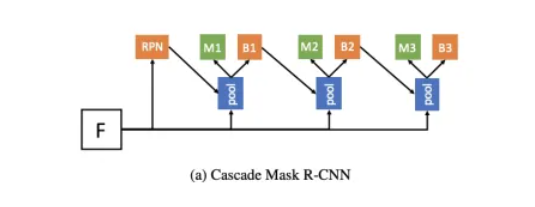 RPN M1 B1 M2 B2 M3 B3
pool pool pool
F
(a) Cascade Mask R-CNN